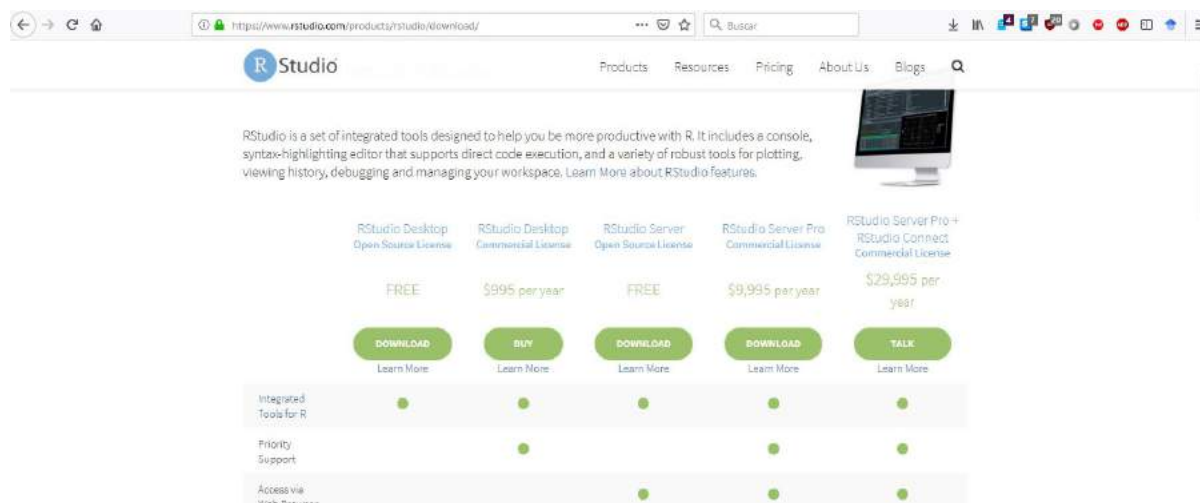 https://www.rstudio.com/products/rstudio/download/
Buscar
4
7
20
R Studio
Products Resources Pricing About Us Blogs
RStudio is a set of integrated tools designed to help you be more productive with R. It includes a console,
syntax-highlighting editor that supports direct code execution, and a variety of robust tools for plotting,
viewing history, debugging and managing your workspace. Learn More about RStudio features.
RStudio Desktop
Open Source License
FREE
DOWNLOAD
Learn More
RStudio Desktop
Commercial License
$995 per year
BUY
Learn More
RStudio Server
Open Source License
FREE
DOWNLOAD
Learn More
RStudio Server Pro
Commercial License
$9,995 per year
DOWNLOAD
Learn More
RStudio Server Pro +
RStudio Connect
Commercial License
$29,995 per
year
TALK
Learn More
Integrated
Tools for R
Priority
Support
Access via
Web Browser